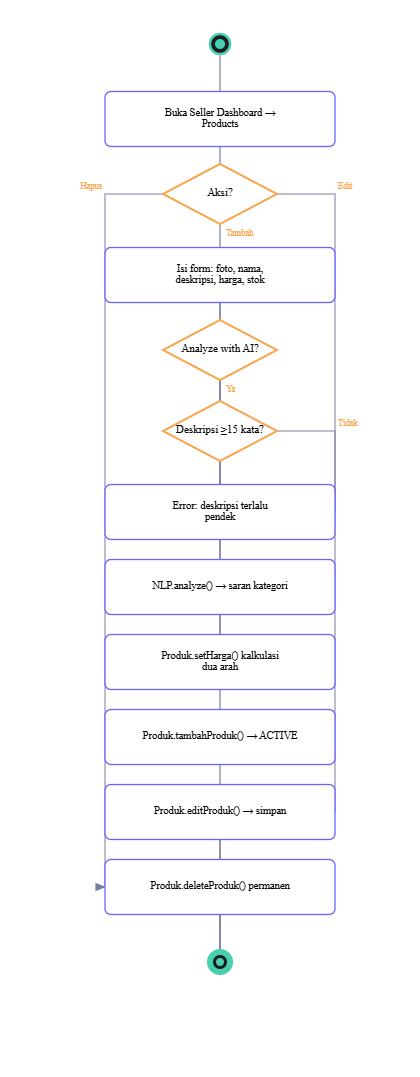 Buka Seller Dashboard →
Products
Hapus
Aksi?
Edit
Tambah
Isi form: foto, nama,
deskripsi, harga, stok
Analyze with AI?
Ya
Deskripsi ≥15 kata?
Tidak
Error: deskripsi terlalu
pendek
NLP.analyze() → saran kategori
Produk.setHarga() kalkulasi
dua arah
Produk.tambahProduk() → ACTIVE
Produk.editProduk() → simpan
Produk.deleteProduk() permanen